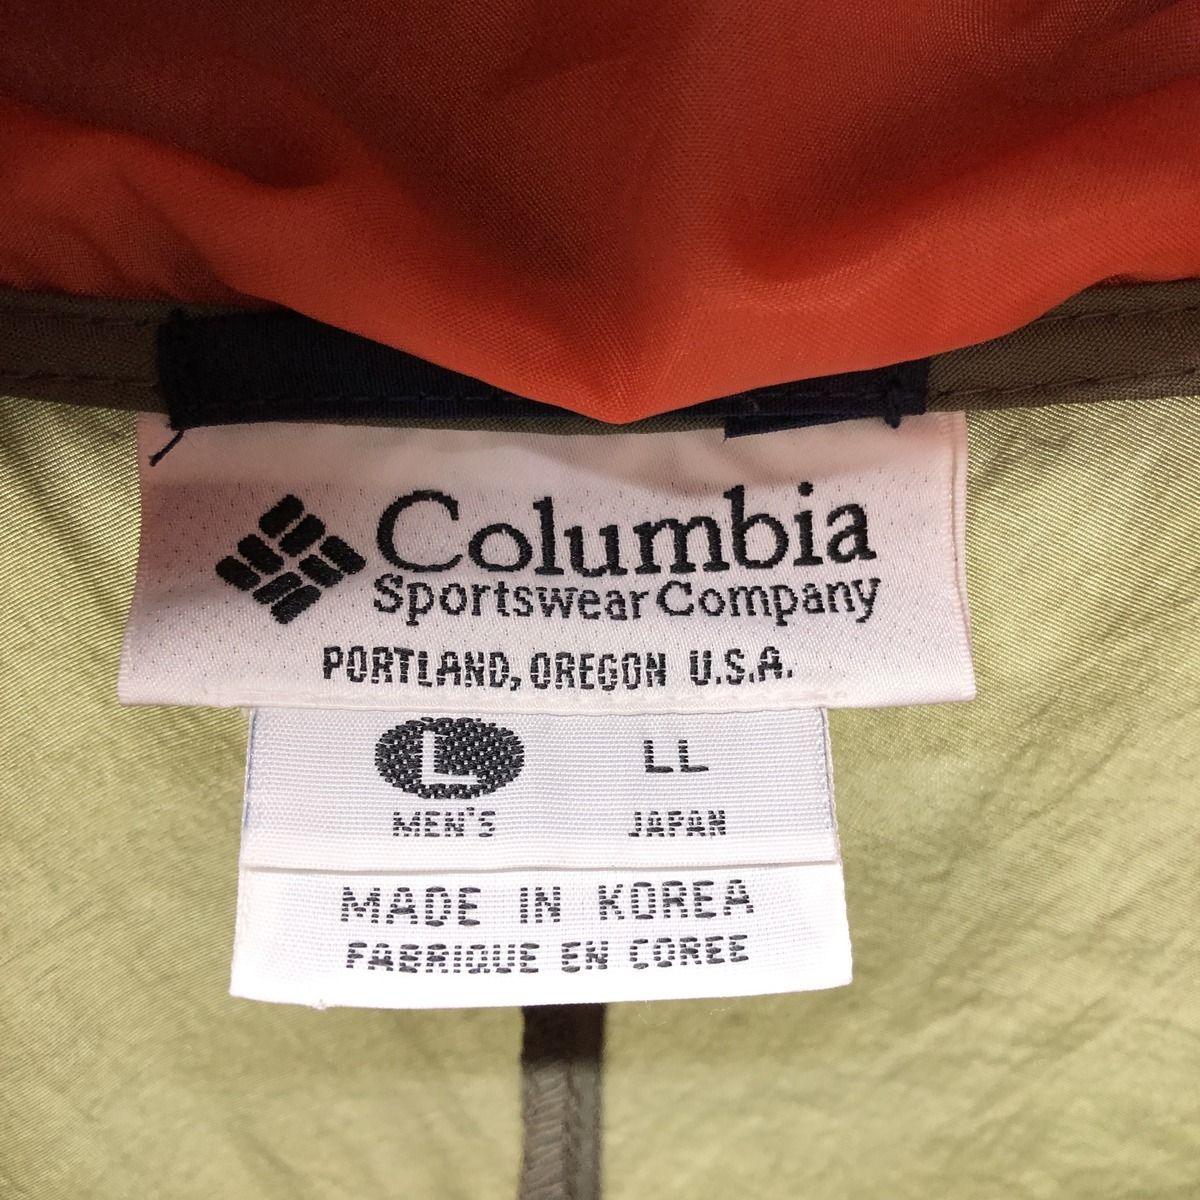 Columbia
Sportswear Company
PORTLAND, OREGON U.S.A.
L LL
MEN'S JAPAN
MADE IN KOREA
FABRIQUE EN COREE